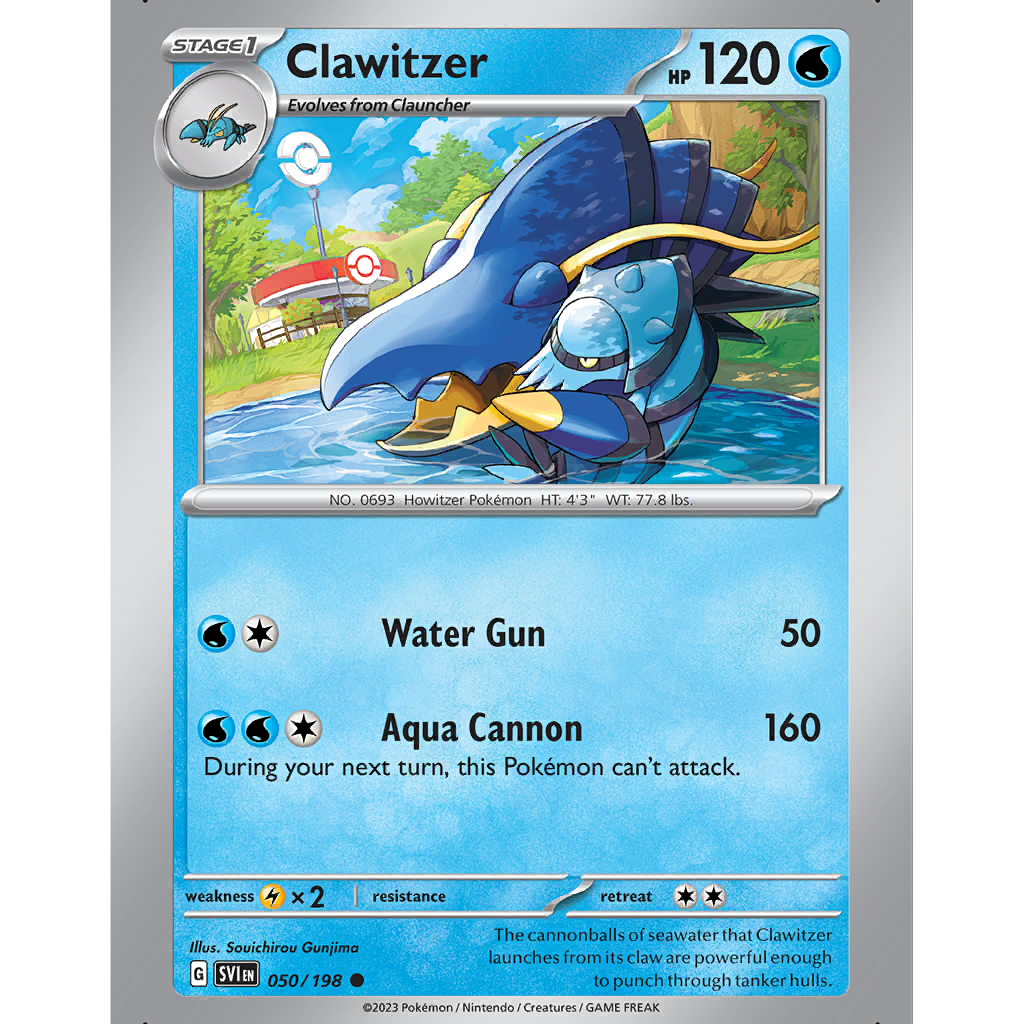 STAGE1
Clawitzer
HP 120
Evolves from Clauncher
NO. 0693 Howitzer Pokémon HT: 4'3" WT: 77.8 lbs.
Water Gun 50
Aqua Cannon 160
During your next turn, this Pokémon can't attack.
weakness ×2 resistance retreat
Illus. Souichirou Gunjima
G SVI EN 050/198
The cannonballs of seawater that Clawitzer
launches from its claw are powerful enough
to punch through tanker hulls.
©2023 Pokémon / Nintendo / Creatures / GAME FREAK